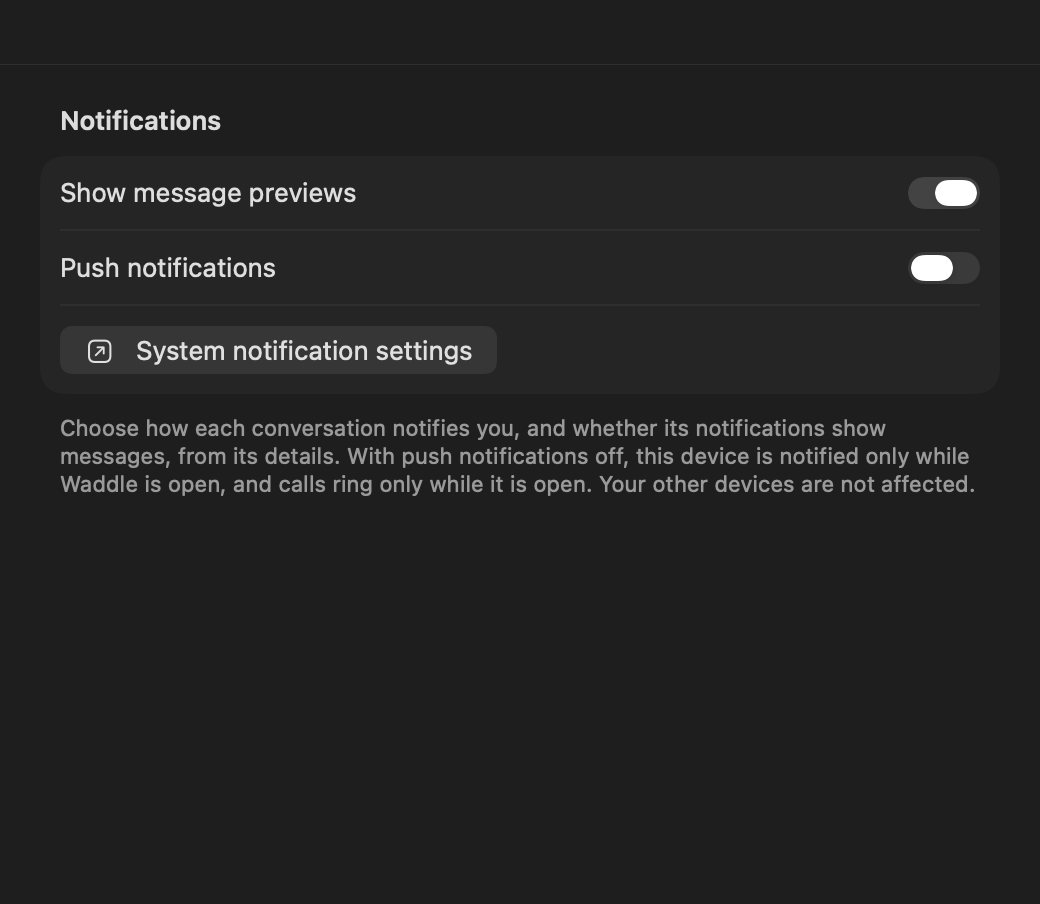 Notifications
Show message previews
Push notifications
System notification settings
Choose how each conversation notifies you, and whether its notifications show
messages, from its details. With push notifications off, this device is notified only while
Waddle is open, and calls ring only while it is open. Your other devices are not affected.